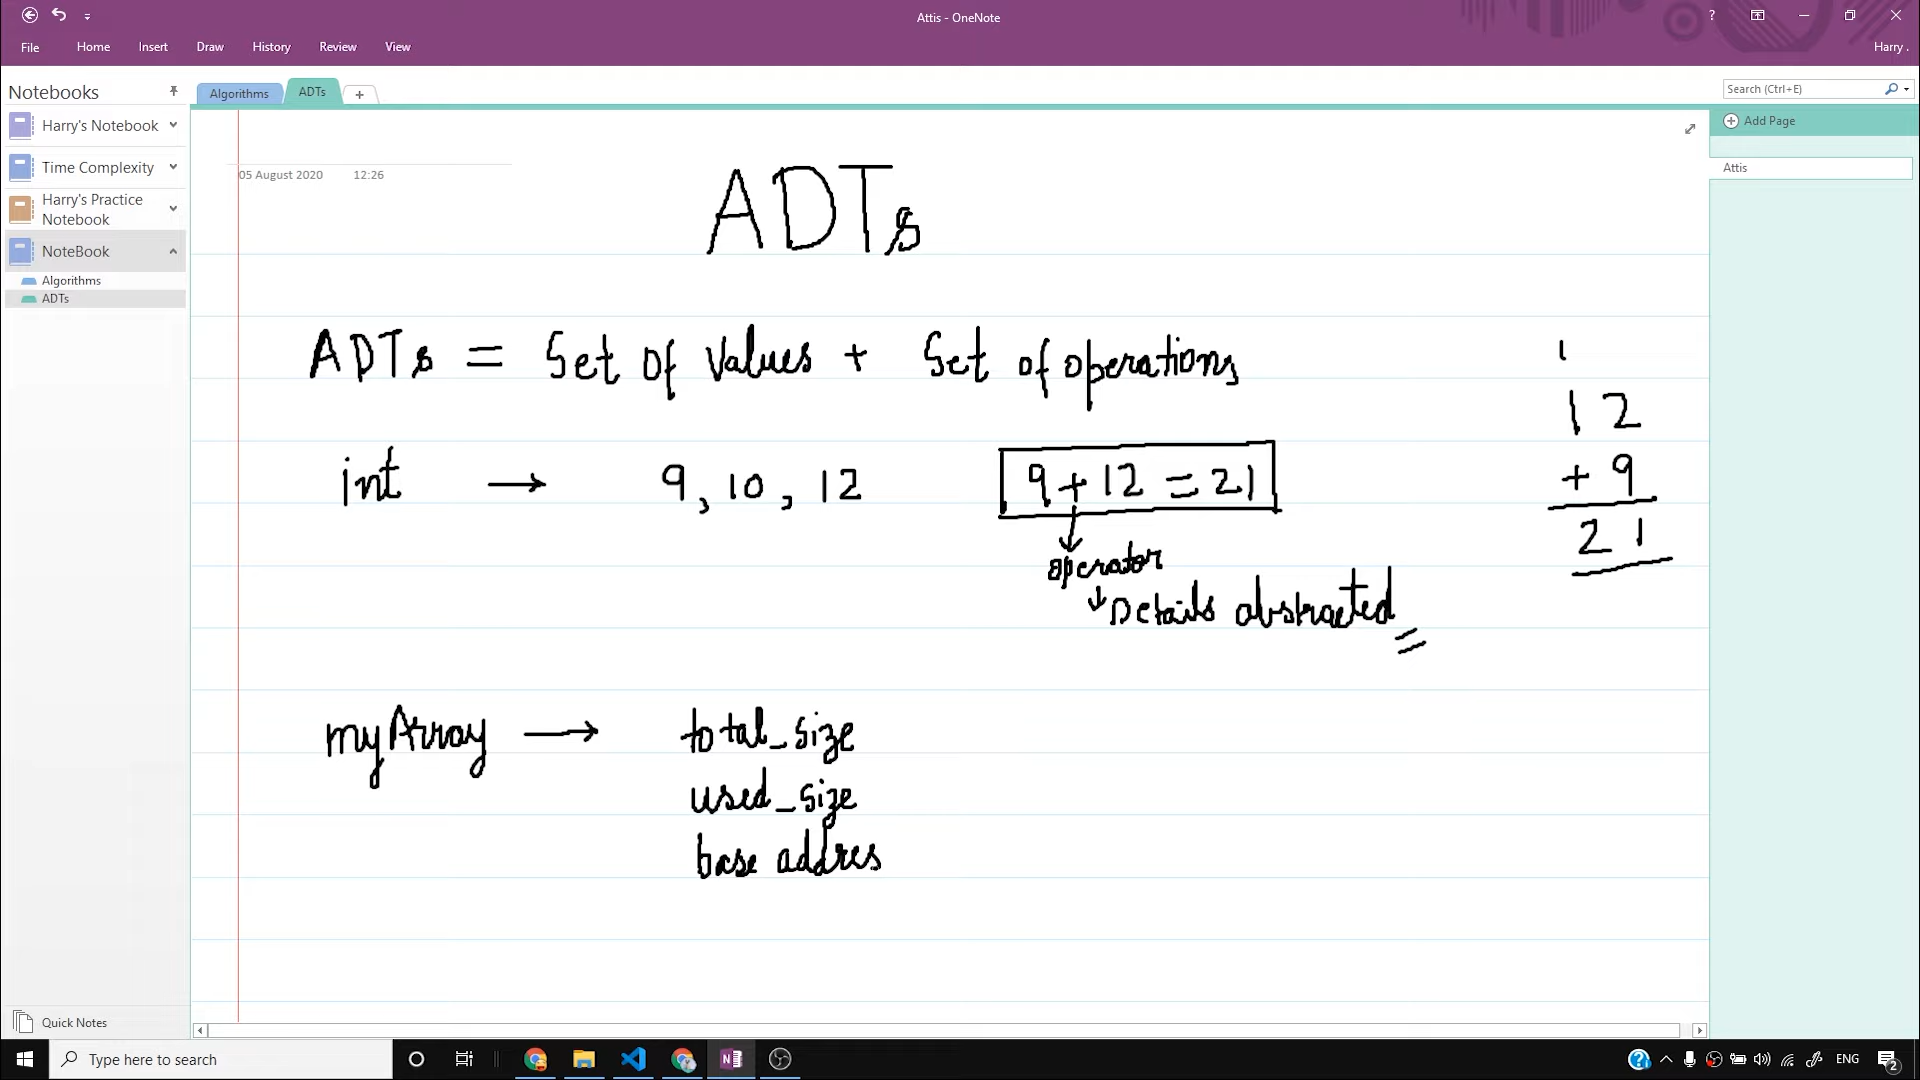 Attis - OneNote
?
File Home Insert Draw History Review View
Harry .
Notebooks
Algorithms ADTs
Search (Ctrl+E)
Harry's Notebook
Time Complexity
Harry's Practice
Notebook
NoteBook
Algorithms
ADTs
Quick Notes
Add Page
Attis
05 August 2020 12:26
ADTs
ADTs = Set of Values + Set of operations
int → 9, 10, 12
9 + 12 = 21
operator
Details abstracted
1
12
+ 9
21
myArray → total_size
used_size
base addres
Type here to search
ENG
2